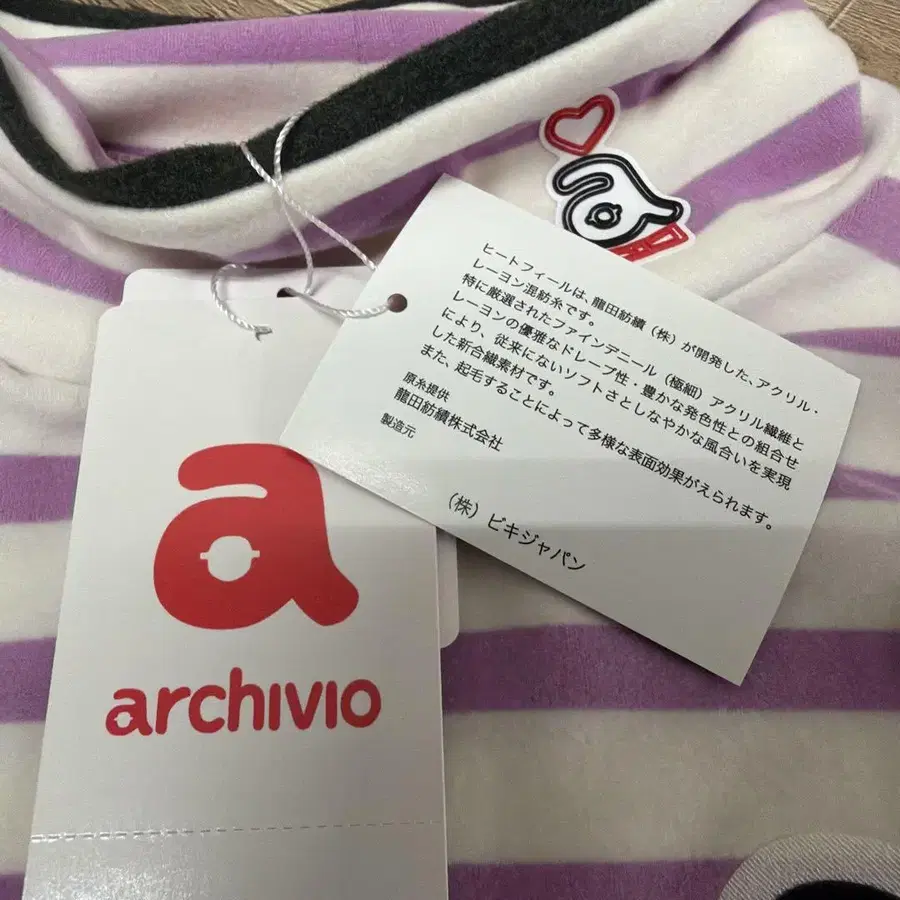 ヒートフィールは、龍田紡績（株）が開発した、アクリル・
レーヨン混紡糸です。
特に厳選されたファインデニール（極細）アクリル繊維と
レーヨンの優雅なドレープ性・豊かな発色性との組合せ
により、従来にないソフトさとしなやかな風合いを実現
した新合繊素材です。
また、起毛することによって多様な表面効果がえられます。
原糸提供
龍田紡績株式会社
製造元
（株）ビキジャパン
a
archivio